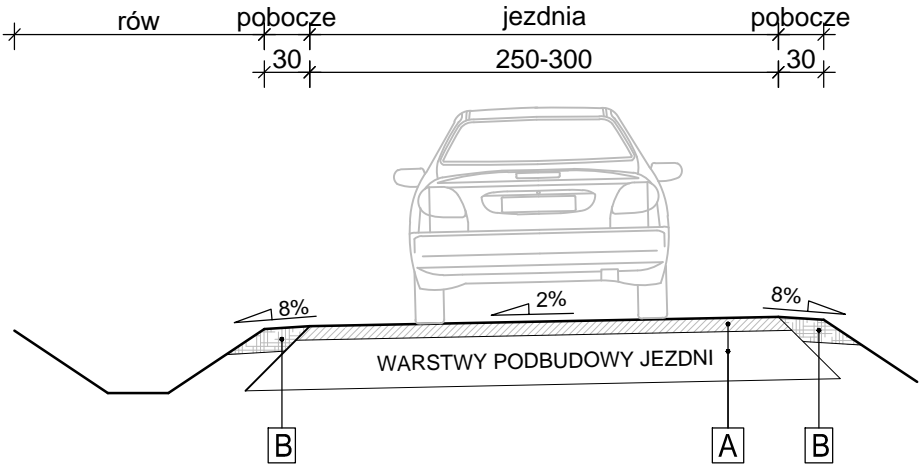 rów pobocze jezdnia pobocze
30 250-300 30
8% 2% 8%
WARSTWY PODBUDOWY JEZDNI
B A B